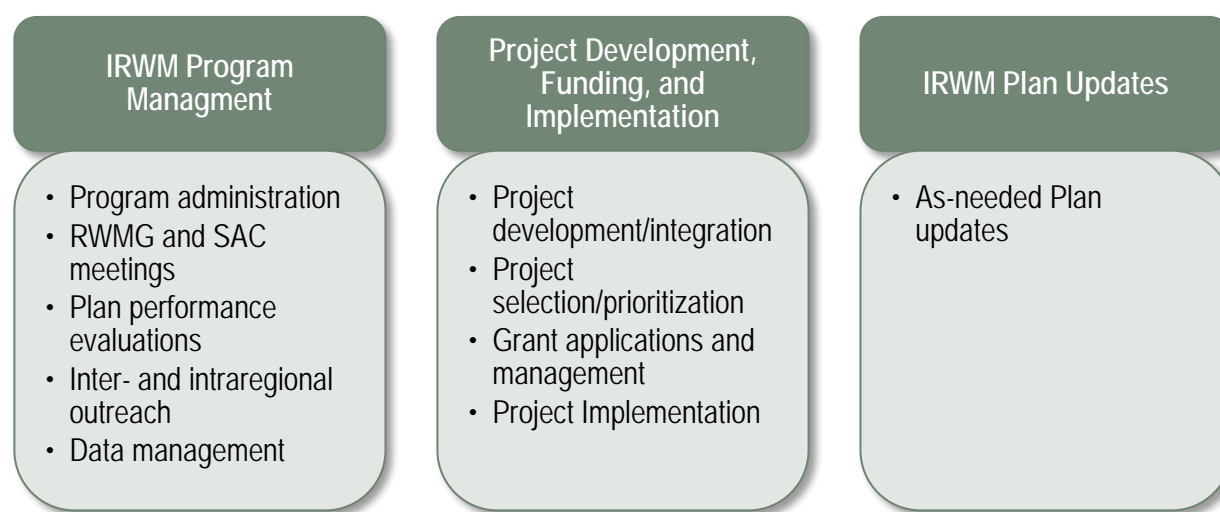 IRWM Program
Managment
• Program administration
• RWMG and SAC
meetings
• Plan performance
evaluations
• Inter- and intraregional
outreach
• Data management
Project Development,
Funding, and
Implementation
• Project
development/integration
• Project
selection/prioritization
• Grant applications and
management
• Project Implementation
IRWM Plan Updates
• As-needed Plan
updates